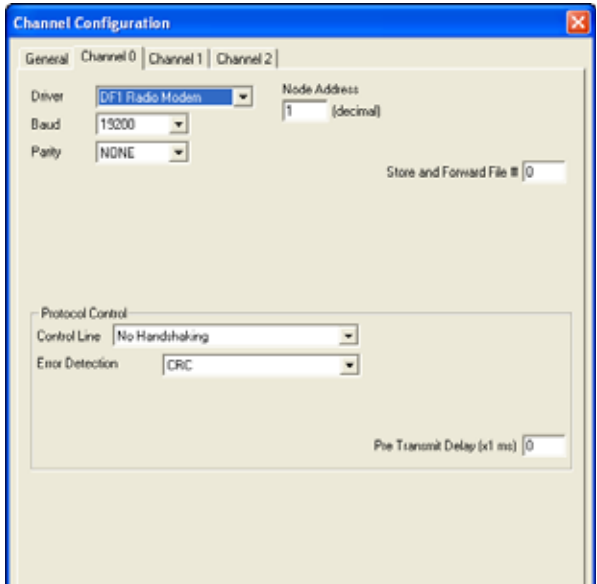 Channel Configuration
General Channel 0 Channel 1 Channel 2
Driver DF1 Radio Modem
Node Address
1 (decimal)
Baud 19200
Parity NONE
Store and Forward File # 0
Protocol Control
Control Line No Handshaking
Error Detection CRC
Pre Transmit Delay (x1 ms) 0